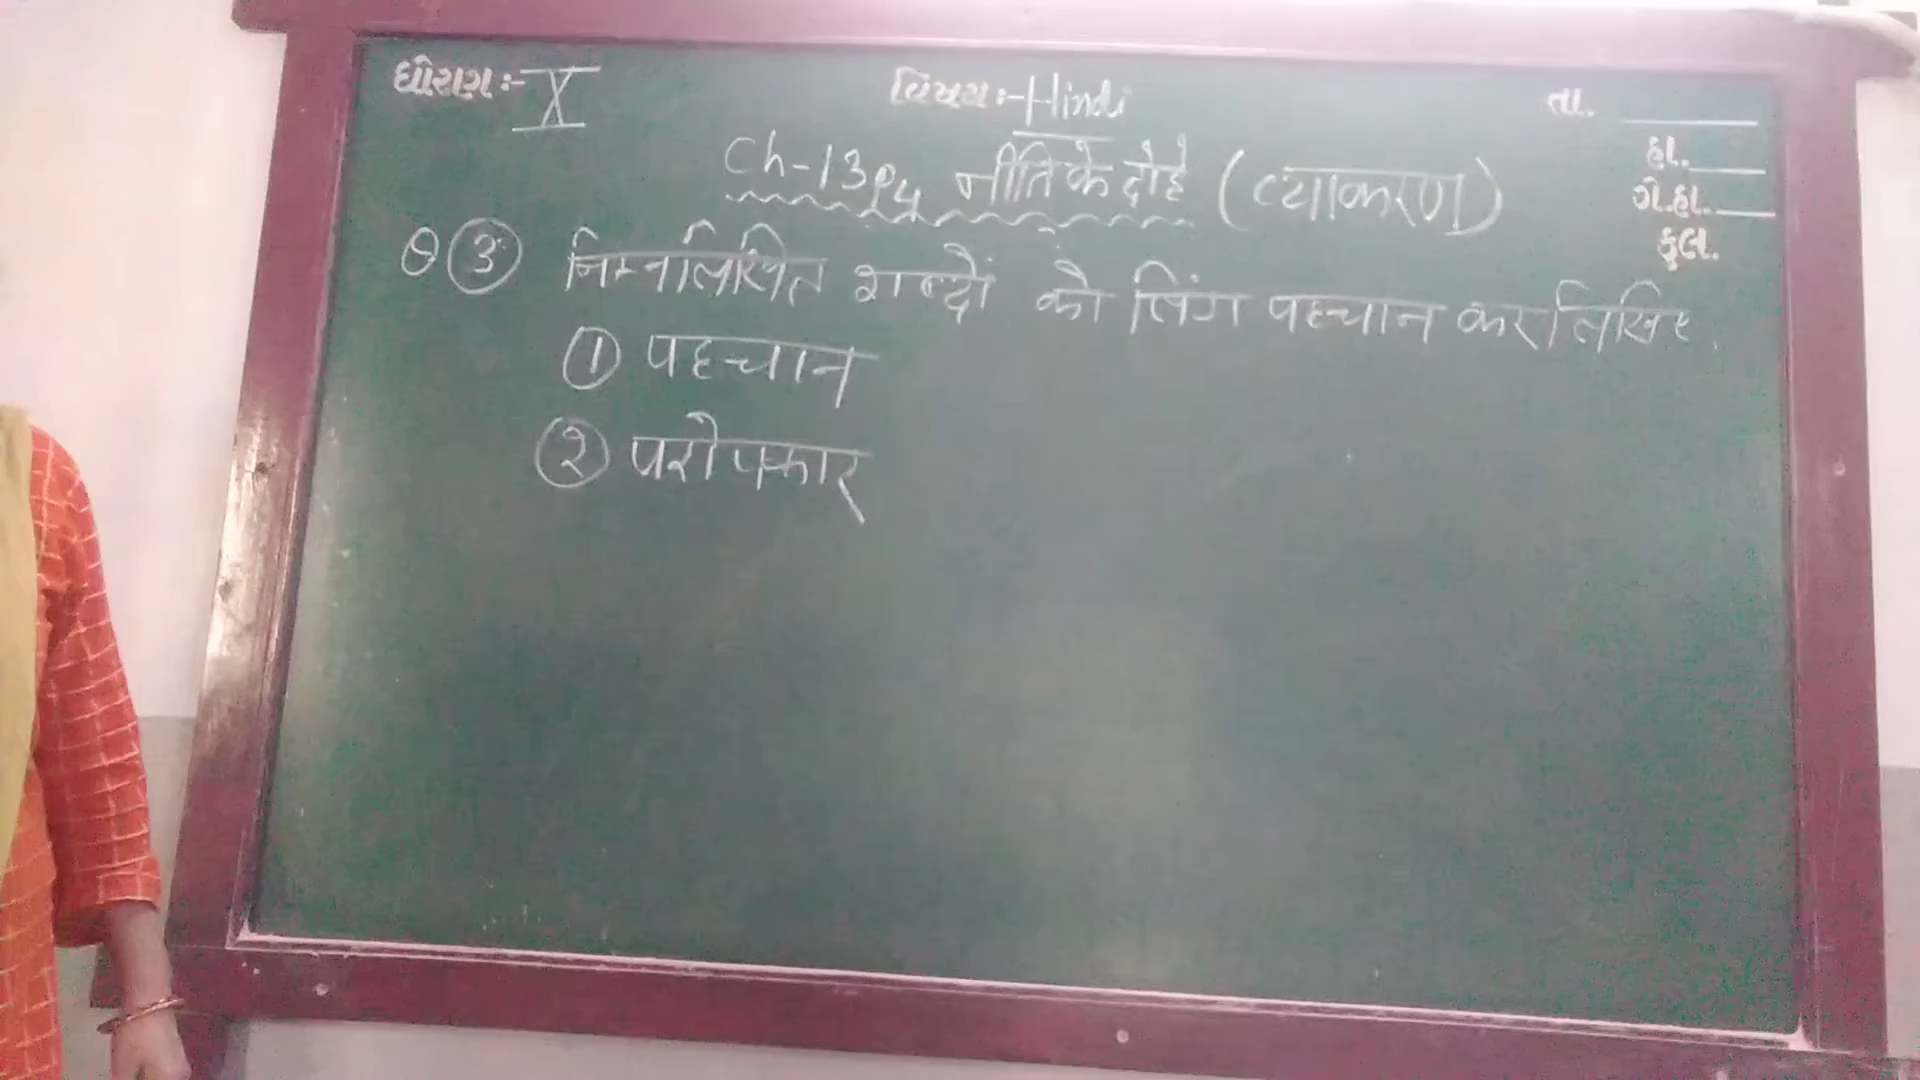 ધોરણ:- X
વિષય:- Hindi
તા.
હા.
ગે.હા.
કુલ.
Ch-13 नीति के दोहे (व्याकरण)
Q ③ निम्नलिखित शब्दों को लिंग पहचान कर लिखिए.
① पहचान
② परोपकार